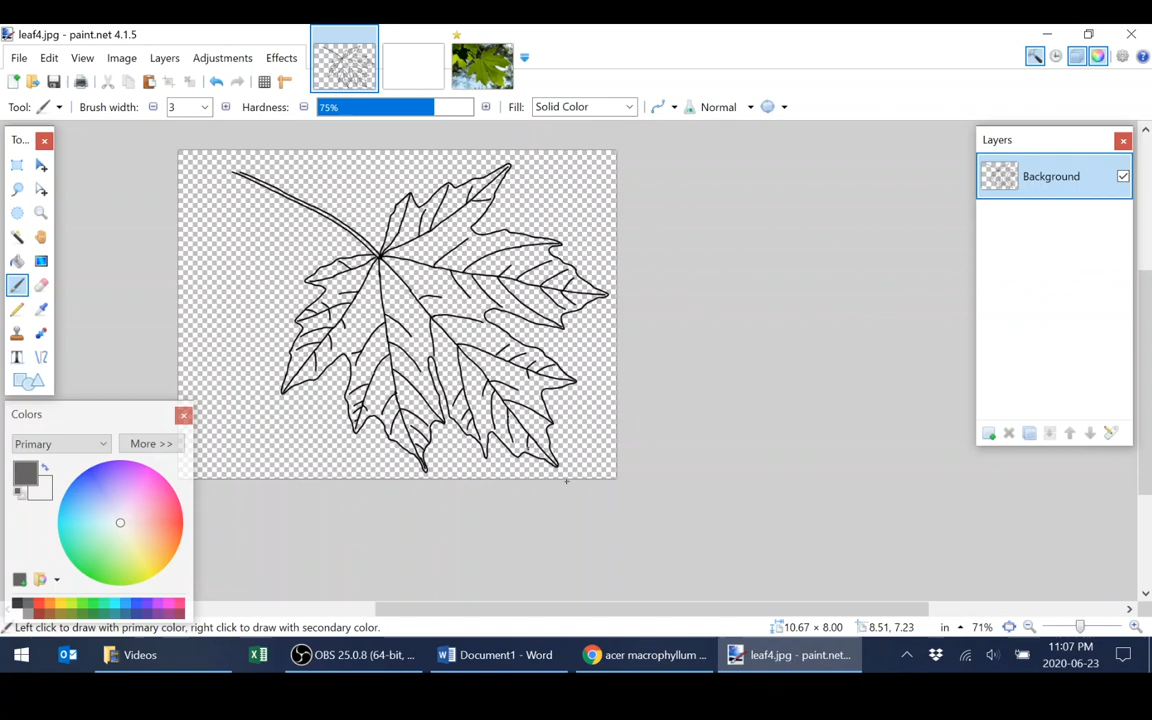 leaf4.jpg - paint.net 4.1.5
File Edit View Image Layers Adjustments Effects
Tool: Brush width: 3 Hardness: 75% Fill: Solid Color Normal
To...
Layers
Background
Colors
Primary More >>
Left click to draw with primary color, right click to draw with secondary color. 10.67 × 8.00 8.51, 7.23 in 71%
Videos OBS 25.0.8 (64-bit, ... Document1 - Word acer macrophyllum ... leaf4.jpg - paint.net... 11:07 PM
2020-06-23